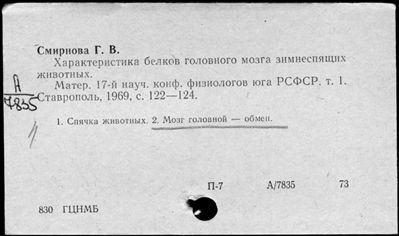 Смирнова Г. В.
Характеристика белков головного мозга зимнеспящих
животных.
Матер. 17-й науч. конф. физиологов юга РСФСР, т. 1.
Ставрополь, 1969, с. 122—124.
А
7835
1. Спячка животных. 2. Мозг головной — обмен.
П-7 А/7835 73
830 ГЦНМБ